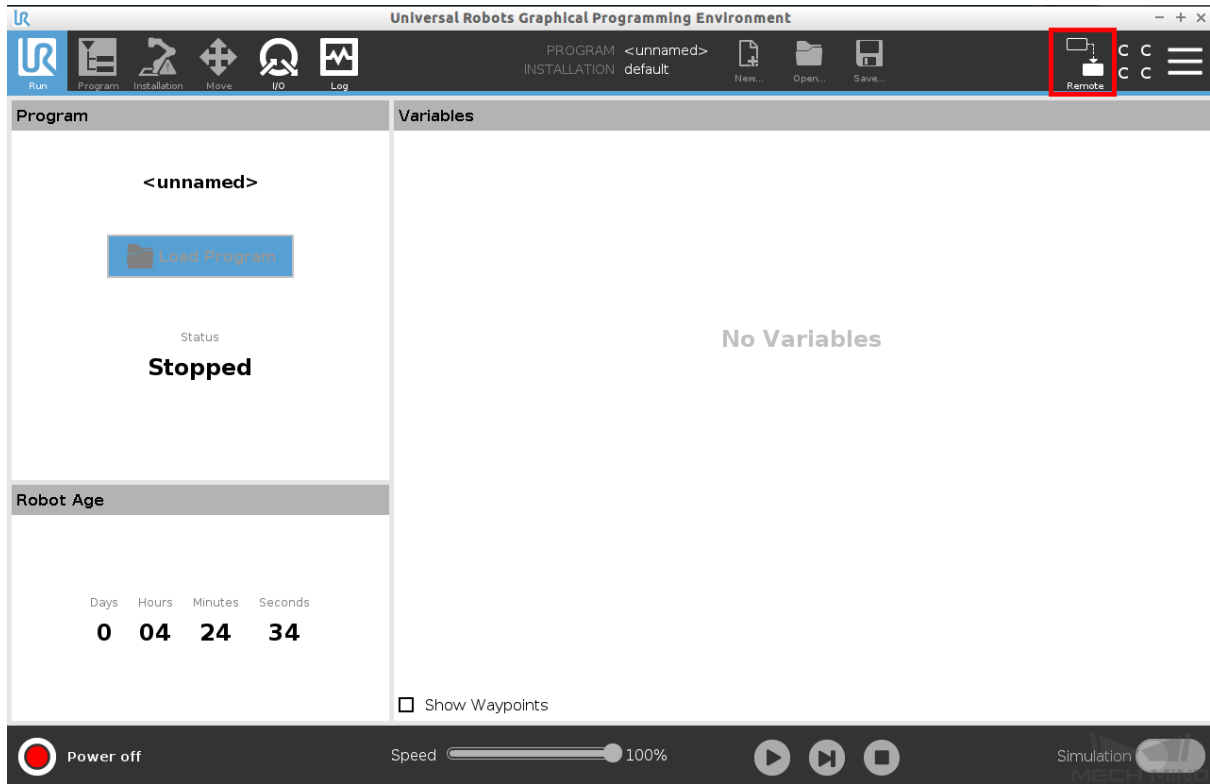 Universal Robots Graphical Programming Environment
Run
Program
Installation
Move
I/O
Log
PROGRAM <unnamed>
INSTALLATION default
New...
Open...
Save...
Remote
C C
C C
Program
<unnamed>
Load Program
Status
Stopped
Robot Age
Days Hours Minutes Seconds
0 04 24 34
Variables
No Variables
Show Waypoints
Power off
Speed 100%
Simulation
MECH MIND